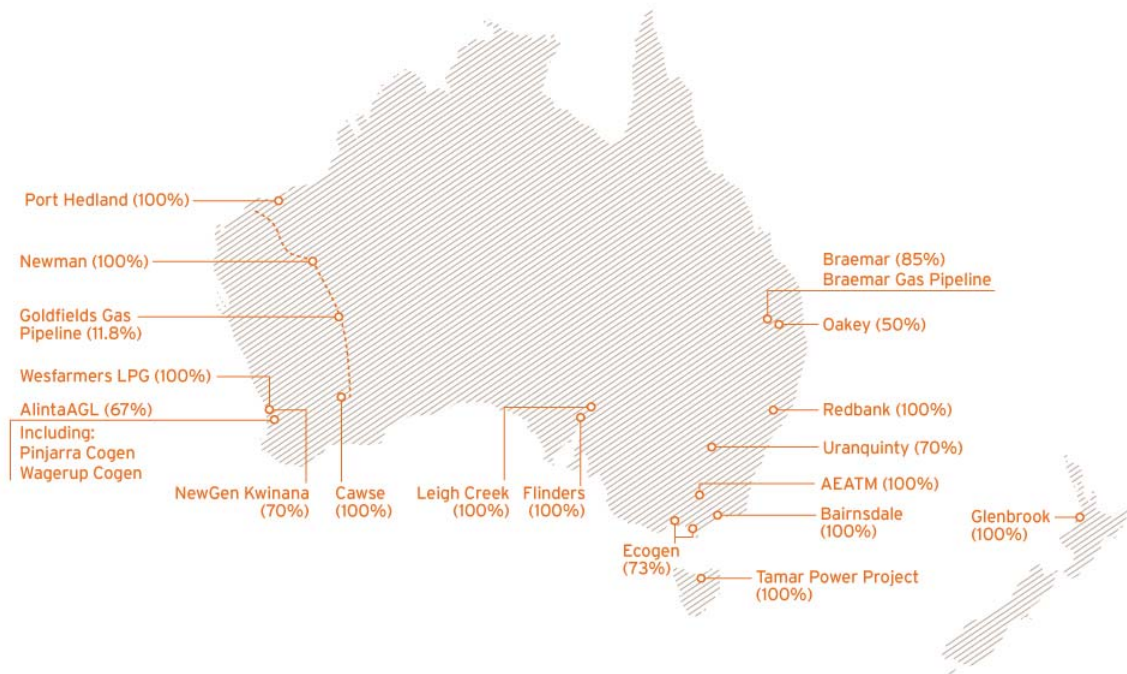 Port Hedland (100%)
Newman (100%)
Goldfields Gas
Pipeline (11.8%)
Wesfarmers LPG (100%)
AlintaAGL (67%)
Including:
Pinjarra Cogen
Wagerup Cogen
NewGen Kwinana
(70%)
Cawse
(100%)
Leigh Creek
(100%)
Flinders
(100%)
Braemar (85%)
Braemar Gas Pipeline
Oakey (50%)
Redbank (100%)
Uranquinty (70%)
AEATM (100%)
Bairnsdale
(100%)
Ecogen
(73%)
Tamar Power Project
(100%)
Glenbrook
(100%)